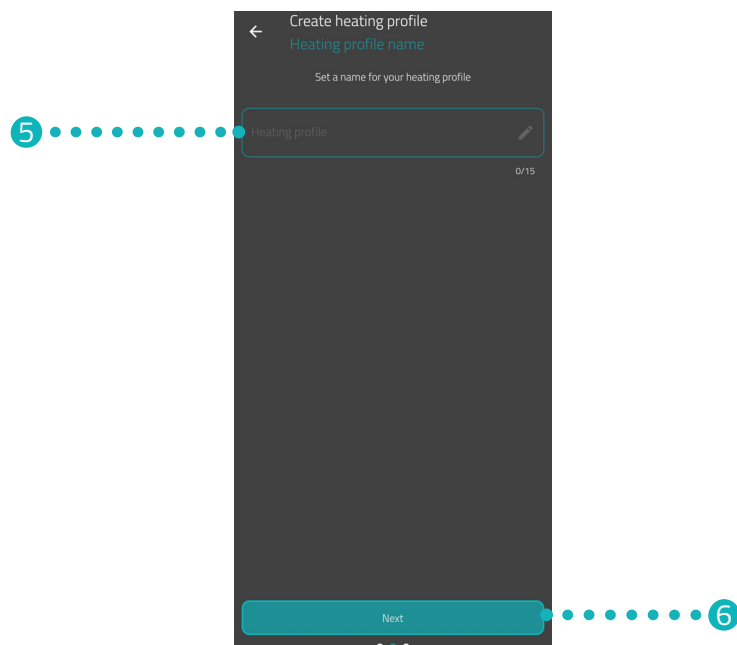 Create heating profile
Heating profile name
Set a name for your heating profile
5
Heating profile
0/15
Next
6